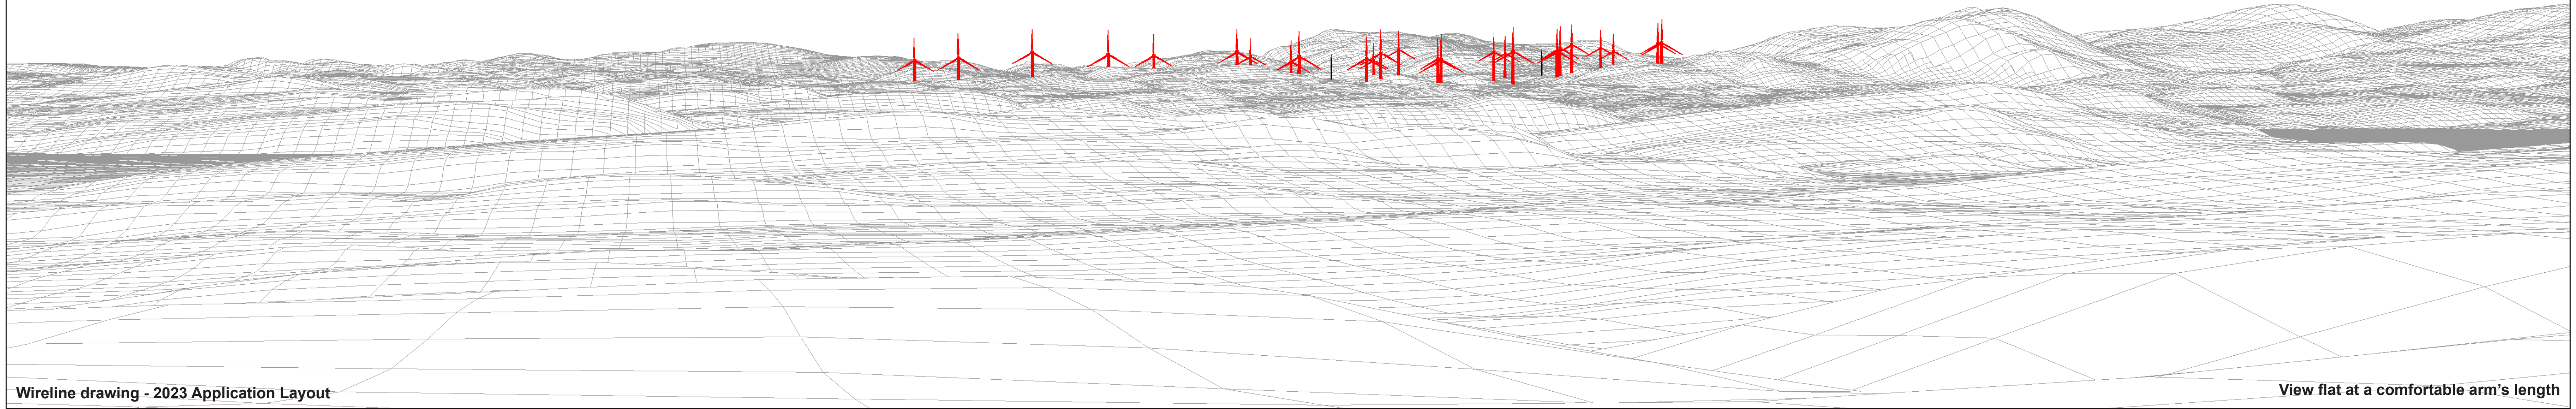 Wireline drawing - 2023 Application Layout
View flat at a comfortable arm’s length